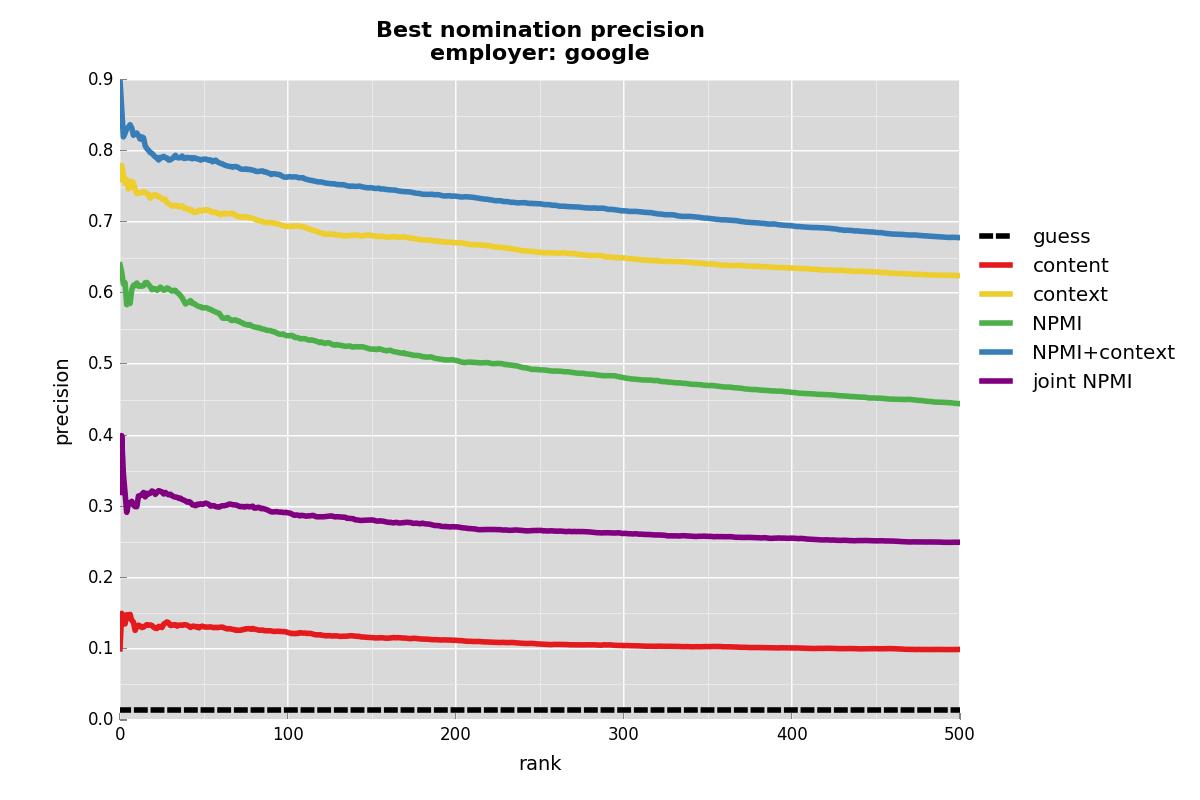 Best nomination precision
employer: google
0.9
0.8
0.7
0.6
0.5
0.4
0.3
0.2
0.1
0.0
precision
0 100 200 300 400 500
rank
guess
content
context
NPMI
NPMI+context
joint NPMI